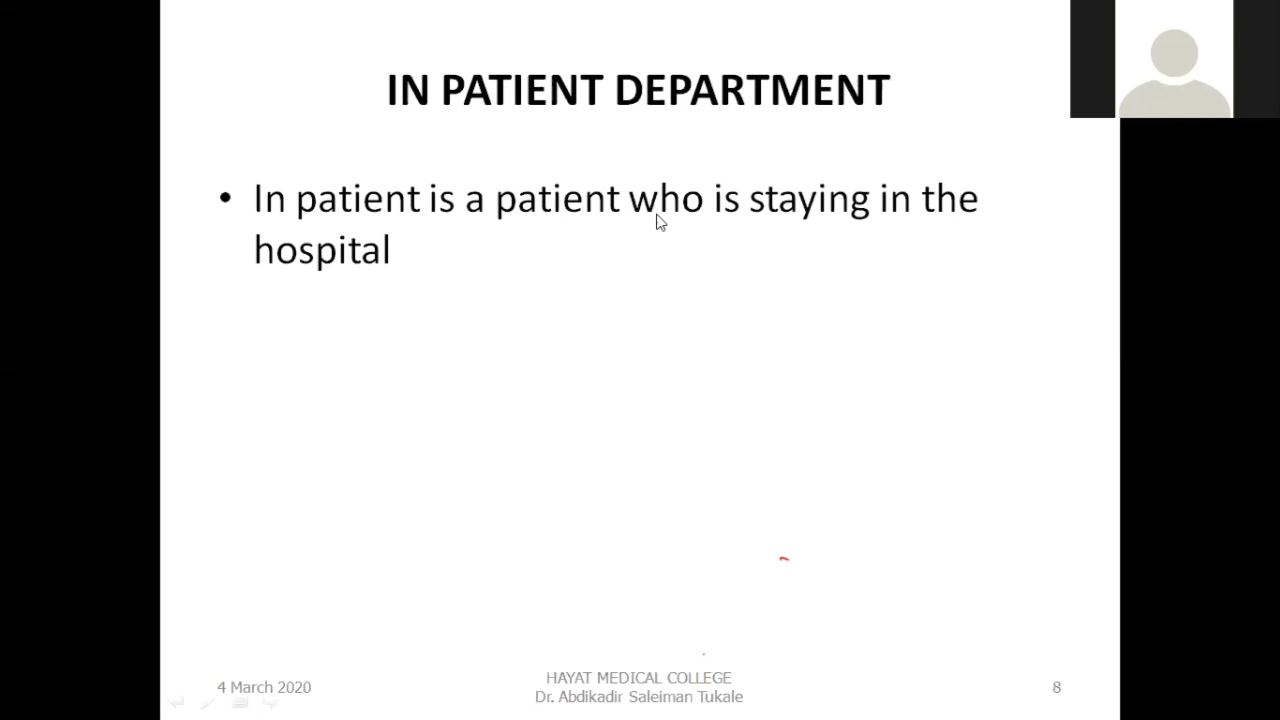 IN PATIENT DEPARTMENT
• In patient is a patient who is staying in the
hospital
4 March 2020
HAYAT MEDICAL COLLEGE
Dr. Abdikadir Saleiman Tukale
8